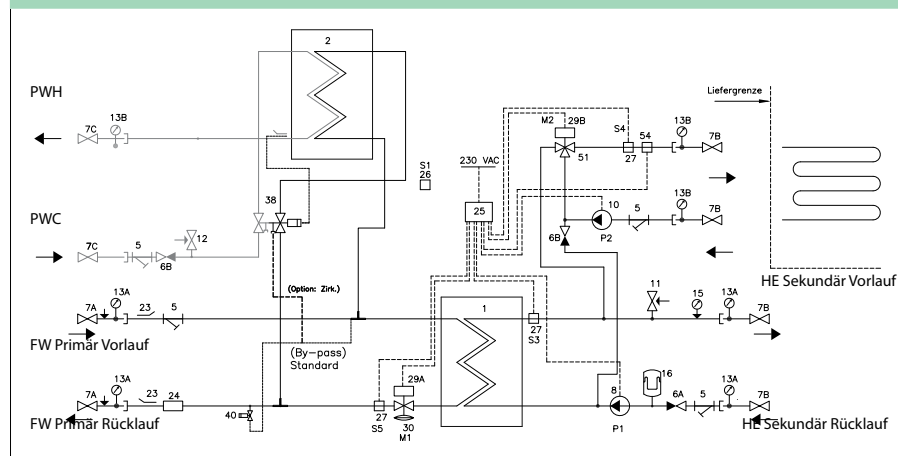 2
PWH
13B
7C
S1
26
38
PWC
7C
5
6B
12
(Option: Zirk.)
230 VAC
25
M2
29B
51
S4
27
54
13B
7B
Liefergrenze
10
5
13B
7B
6B
P2
HE Sekundär Vorlauf
7A
13A
23
5
FW Primär Vorlauf
(By-pass)
Standard
1
27
S3
11
15
13A
7B
7A
13A
23
24
FW Primär Rücklauf
40
27
S5
29A
30
M1
8
P1
16
6A
5
13A
7B
HE Sekundär Rücklauf